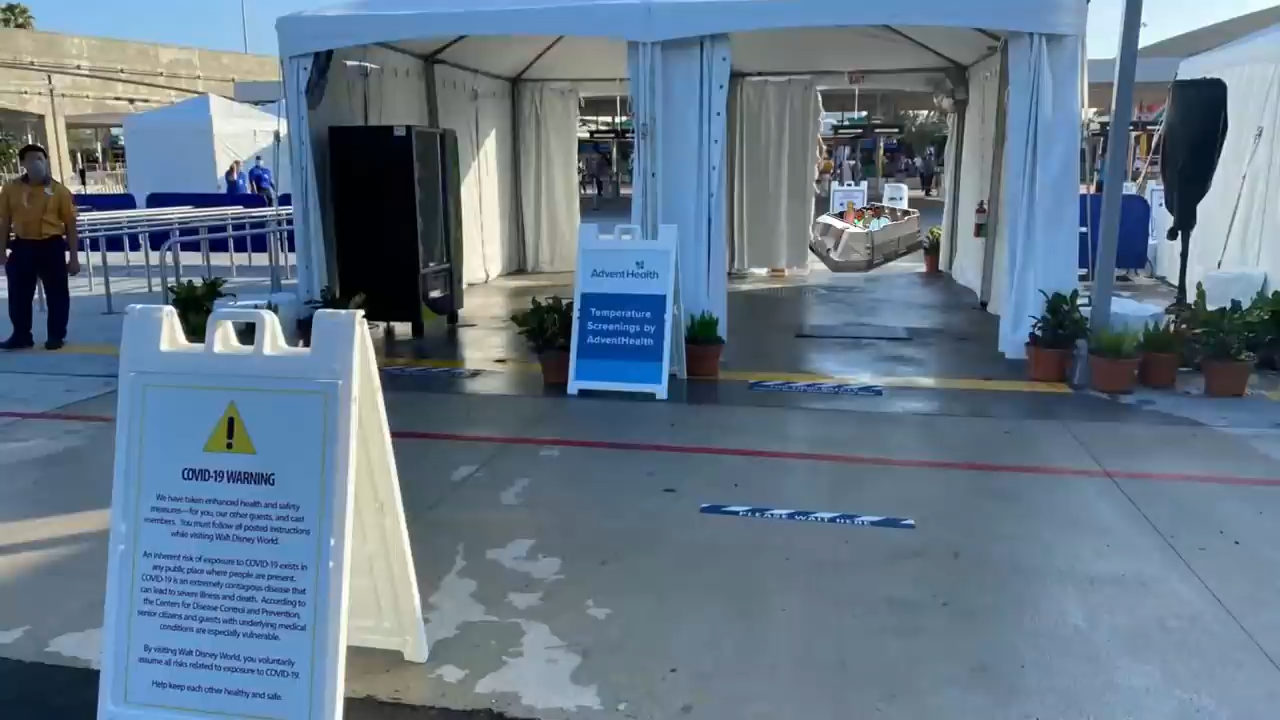 AdventHealth
Temperature
Screenings by
AdventHealth
PLEASE WAIT HERE
COVID-19 WARNING
We have taken enhanced health and safety
measures—for you, our other guests, and cast
members. You must follow all posted instructions
while visiting Walt Disney World.
An inherent risk of exposure to COVID-19 exists in
any public place where people are present.
COVID-19 is an extremely contagious disease that
can lead to severe illness and death. According to
the Centers for Disease Control and Prevention,
senior citizens and guests with underlying medical
conditions are especially vulnerable.
By visiting Walt Disney World, you voluntarily
assume all risks related to exposure to COVID-19.
Help keep each other healthy and safe.